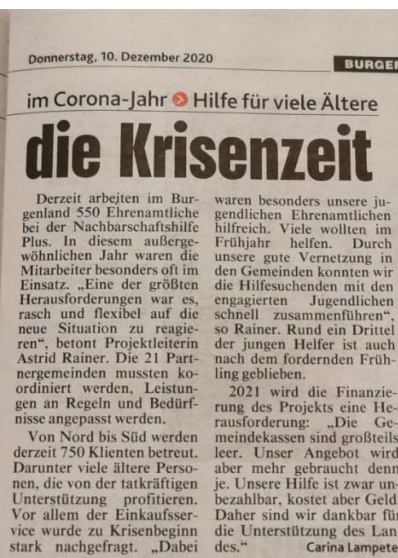 Donnerstag, 10. Dezember 2020
BURGEN
im Corona-Jahr > Hilfe für viele Ältere
die Krisenzeit
Derzeit arbeiten im Bur-
genland 550 Ehrenamtliche
bei der Nachbarschaftshilfe
Plus. In diesem außerge-
wöhnlichen Jahr waren die
Mitarbeiter besonders oft im
Einsatz. „Eine der größten
Herausforderungen war es,
rasch und flexibel auf die
neue Situation zu reagie-
ren“, betont Projektleiterin
Astrid Rainer. Die 21 Part-
nergemeinden mussten ko-
ordiniert werden, Leistun-
gen an Regeln und Bedürf-
nisse angepasst werden.
Von Nord bis Süd werden
derzeit 750 Klienten betreut.
Darunter viele ältere Perso-
nen, die von der tatkräftigen
Unterstützung profitieren.
Vor allem der Einkaufsser-
vice wurde zu Krisenbeginn
stark nachgefragt. „Dabei
waren besonders unsere ju-
gendlichen Ehrenamtlichen
hilfreich. Viele wollten im
Frühjahr helfen. Durch
unsere gute Vernetzung in
den Gemeinden konnten wir
die Hilfesuchenden mit den
engagierten Jugendlichen
schnell zusammenführen“,
so Rainer. Rund ein Drittel
der jungen Helfer ist auch
nach dem fordernden Früh-
ling geblieben.
2021 wird die Finanzie-
rung des Projekts eine He-
rausforderung: „Die Ge-
meindekassen sind großteils
leer. Unser Angebot wird
aber mehr gebraucht denn
je. Unsere Hilfe ist zwar un-
bezahlbar, kostet aber Geld.
Daher sind wir dankbar für
die Unterstützung des Lan-
des.“ Carina Lampete